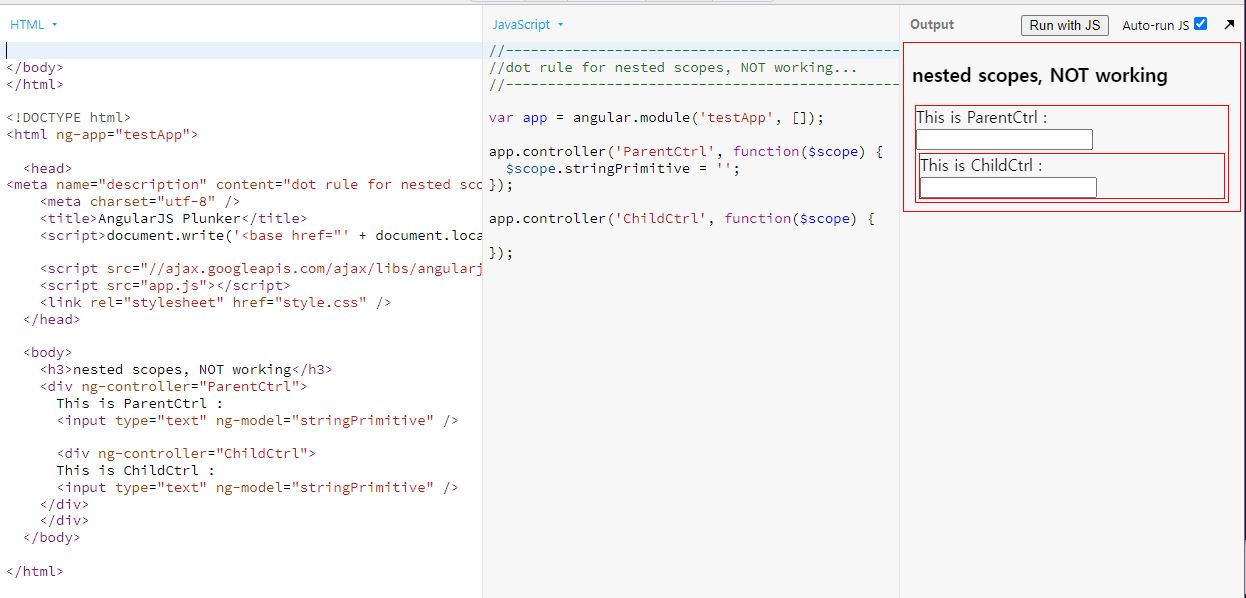 HTML
</body>
</html>
<!DOCTYPE html>
<html ng-app="testApp">
<head>
<meta name="description" content="dot rule for nested sco
<meta charset="utf-8" />
<title>AngularJS Plunker</title>
<script>document.write('<base href="' + document.loca
<script src="//ajax.googleapis.com/ajax/libs/angularj
<script src="app.js"></script>
<link rel="stylesheet" href="style.css" />
</head>
<body>
<h3>nested scopes, NOT working</h3>
<div ng-controller="ParentCtrl">
This is ParentCtrl :
<input type="text" ng-model="stringPrimitive" />
<div ng-controller="ChildCtrl">
This is ChildCtrl :
<input type="text" ng-model="stringPrimitive" />
</div>
</div>
</body>
</html>
JavaScript
//-----------------------------------------------
//dot rule for nested scopes, NOT working...
//-----------------------------------------------
var app = angular.module('testApp', []);
app.controller('ParentCtrl', function($scope) {
$scope.stringPrimitive = '';
});
app.controller('ChildCtrl', function($scope) {
});
Output
Run with JS
Auto-run JS
nested scopes, NOT working
This is ParentCtrl :
This is ChildCtrl :